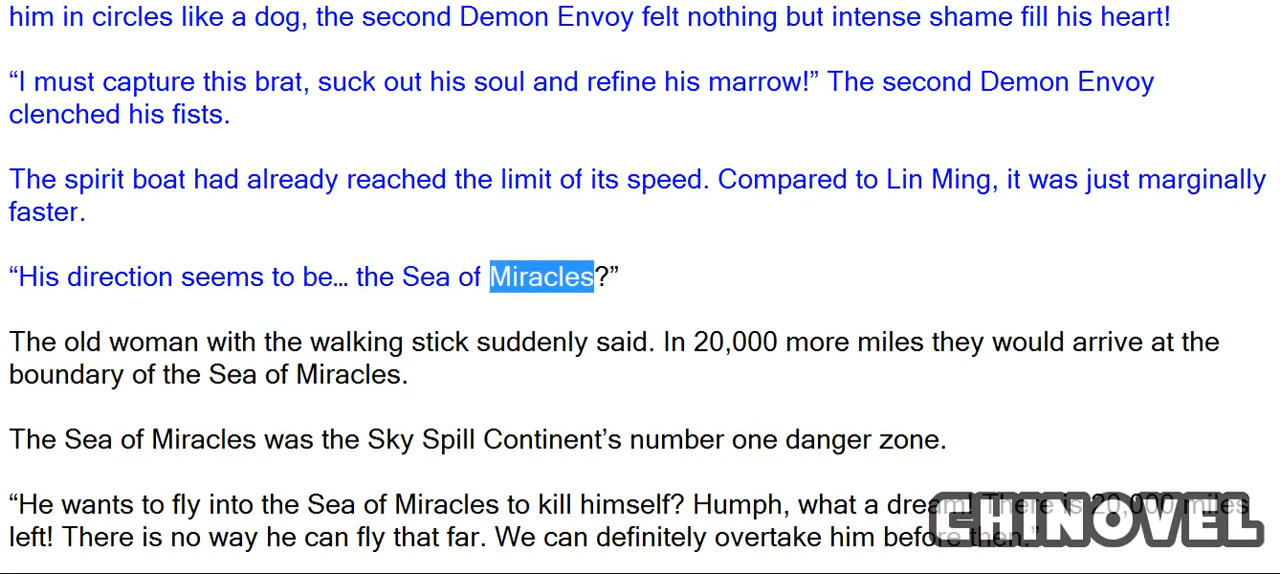 him in circles like a dog, the second Demon Envoy felt nothing but intense shame fill his heart!
“I must capture this brat, suck out his soul and refine his marrow!” The second Demon Envoy
clenched his fists.
The spirit boat had already reached the limit of its speed. Compared to Lin Ming, it was just marginally
faster.
“His direction seems to be… the Sea of Miracles?”
The old woman with the walking stick suddenly said. In 20,000 more miles they would arrive at the
boundary of the Sea of Miracles.
The Sea of Miracles was the Sky Spill Continent’s number one danger zone.
“He wants to fly into the Sea of Miracles to kill himself? Humph, what a dream! There is 20,000 miles
left! There is no way he can fly that far. We can definitely overtake him before then.”
CHINOVEL